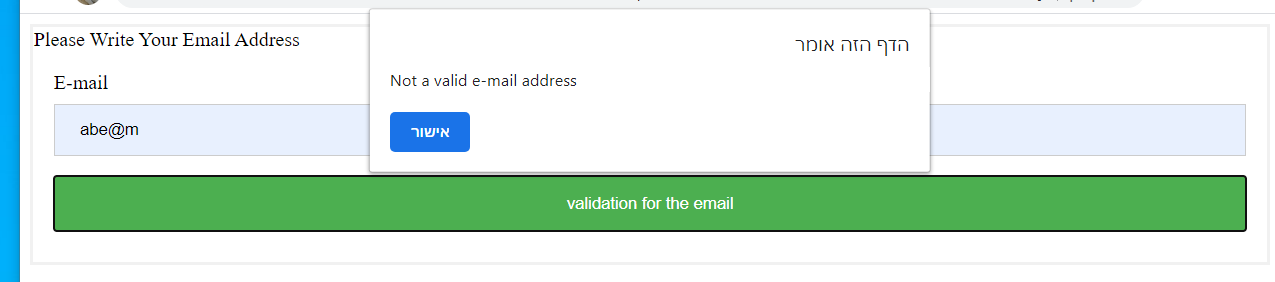 Please Write Your Email Address
הדף הזה אומר
E-mail
Not a valid e-mail address
abe@m
אישור
validation for the email